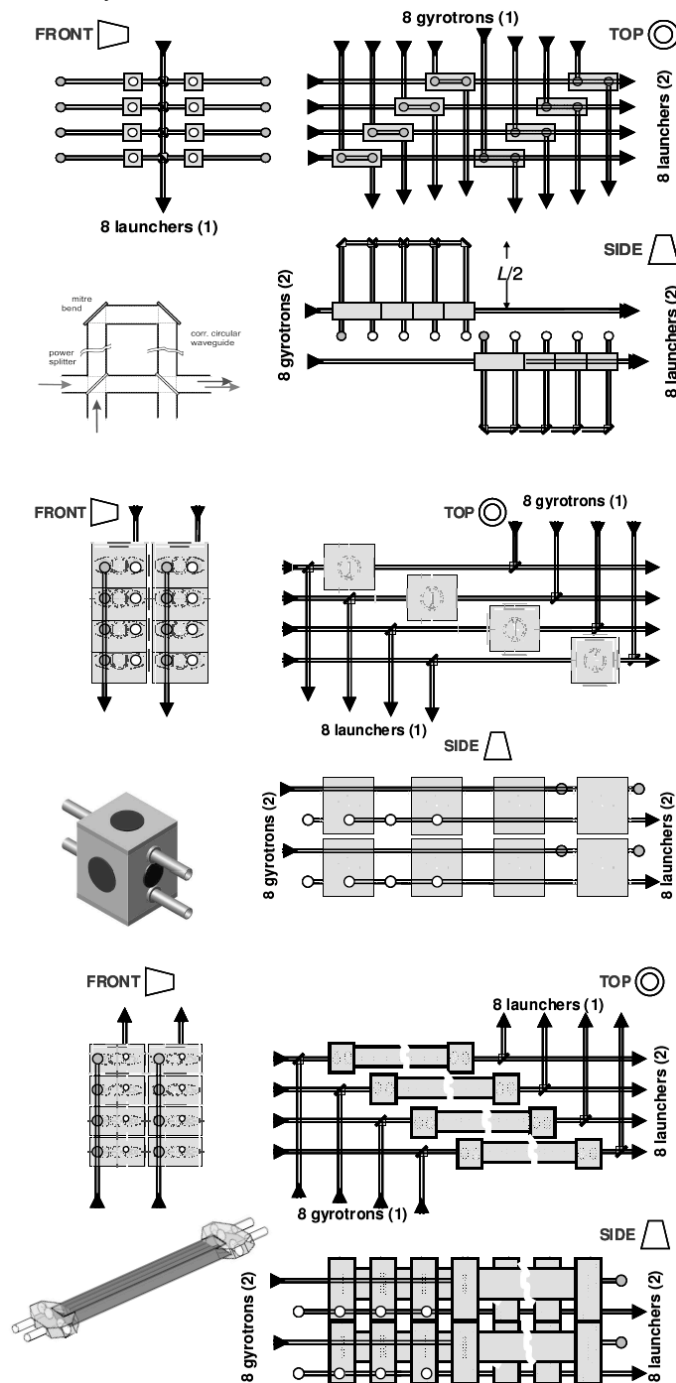 FRONT
8 gyrotrons (1)
TOP
8 launchers (2)
8 launchers (1)
SIDE
L/2
8 gyrotrons (2)
8 launchers (2)
mitre
bend
corr. circular
waveguide
power
splitter
FRONT
TOP
8 gyrotrons (1)
8 launchers (1)
SIDE
8 gyrotrons (2)
8 launchers (2)
FRONT
TOP
8 launchers (1)
8 launchers (2)
8 gyrotrons (1)
SIDE
8 gyrotrons (2)
8 launchers (2)